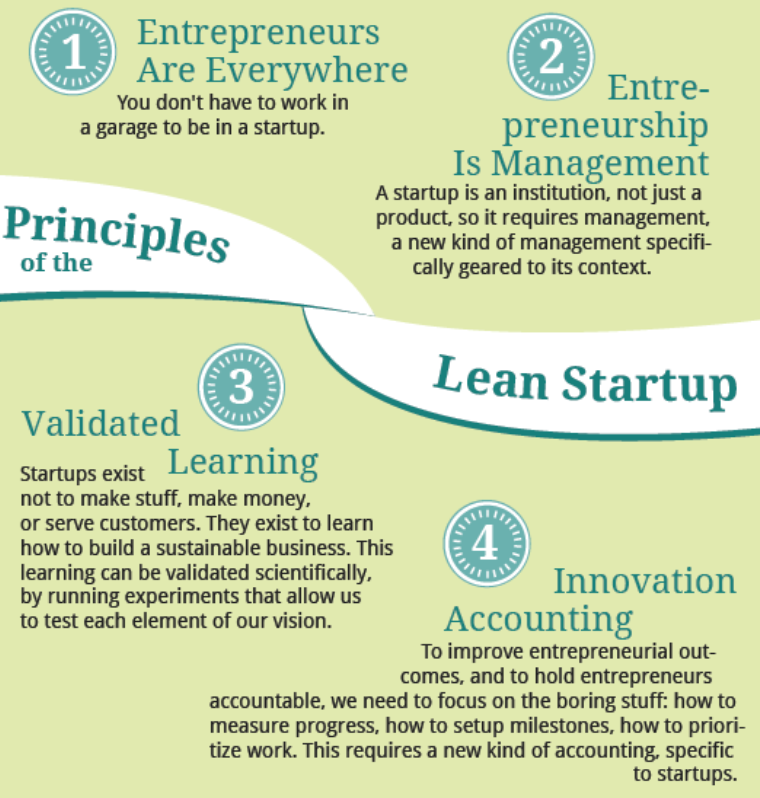 1
Entrepreneurs
Are Everywhere
You don't have to work in
a garage to be in a startup.
2
Entre-
preneurship
Is Management
A startup is an institution, not just a
product, so it requires management,
a new kind of management specifi-
cally geared to its context.
Principles
of the
Lean Startup
3
Validated
Learning
Startups exist
not to make stuff, make money,
or serve customers. They exist to learn
how to build a sustainable business. This
learning can be validated scientifically,
by running experiments that allow us
to test each element of our vision.
4
Innovation
Accounting
To improve entrepreneurial out-
comes, and to hold entrepreneurs
accountable, we need to focus on the boring stuff: how to
measure progress, how to setup milestones, how to priori-
tize work. This requires a new kind of accounting, specific
to startups.